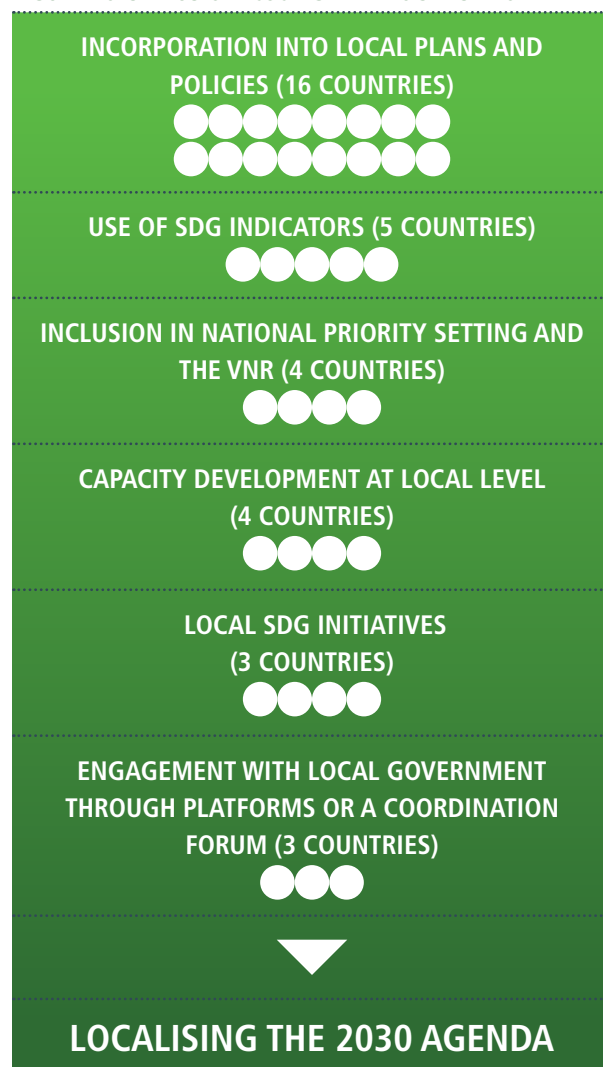 INCORPORATION INTO LOCAL PLANS AND
POLICIES (16 COUNTRIES)
USE OF SDG INDICATORS (5 COUNTRIES)
INCLUSION IN NATIONAL PRIORITY SETTING AND
THE VNR (4 COUNTRIES)
CAPACITY DEVELOPMENT AT LOCAL LEVEL
(4 COUNTRIES)
LOCAL SDG INITIATIVES
(3 COUNTRIES)
ENGAGEMENT WITH LOCAL GOVERNMENT
THROUGH PLATFORMS OR A COORDINATION
FORUM (3 COUNTRIES)
LOCALISING THE 2030 AGENDA